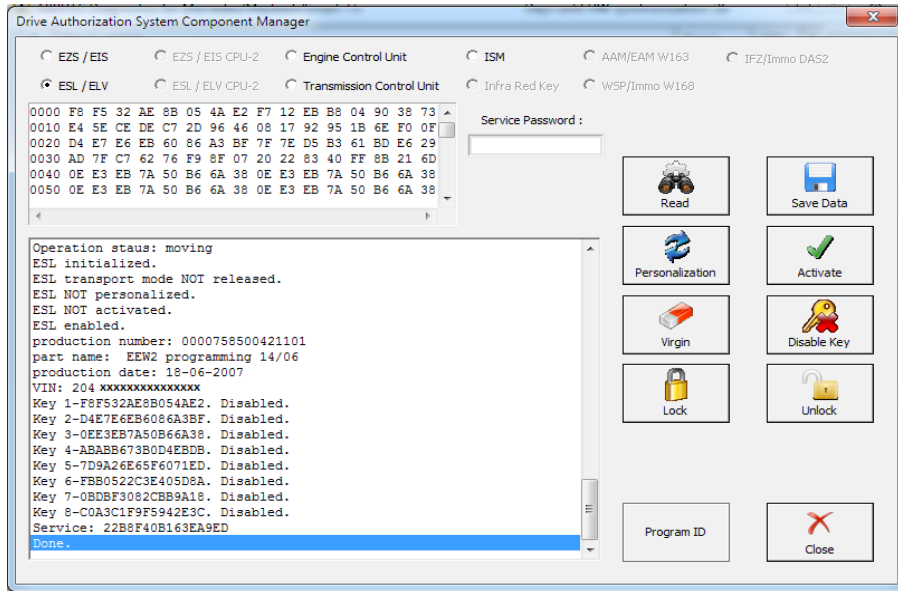 Drive Authorization System Component Manager
EZS / EIS
EZS / EIS CPU-2
Engine Control Unit
ISM
AAM/EAM W163
IFZ/Immo DAS2
ESL / ELV
ESL / ELV CPU-2
Transmission Control Unit
Infra Red Key
WSP/Immo W168
0000 F8 F5 32 AE 8B 05 4A E2 F7 12 EB B8 04 90 38 73
0010 E4 5E CE DE C7 2D 96 46 08 17 92 95 1B 6E F0 0F
0020 D4 E7 E6 EB 60 86 A3 BF 7F 7E D5 B3 61 BD E6 29
0030 AD 7F C7 62 76 F9 8F 07 20 22 83 40 FF 8B 21 6D
0040 0E E3 EB 7A 50 B6 6A 38 0E E3 EB 7A 50 B6 6A 38
0050 0E E3 EB 7A 50 B6 6A 38 0E E3 EB 7A 50 B6 6A 38
Service Password :
Read
Save Data
Personalization
Activate
Virgin
Disable Key
Lock
Unlock
Program ID
Close
Operation staus: moving
ESL initialized.
ESL transport mode NOT released.
ESL NOT personalized.
ESL NOT activated.
ESL enabled.
production number: 0000758500421101
part name: EEW2 programming 14/06
production date: 18-06-2007
VIN: 204 xxxxxxxxxxxxxxx
Key 1-F8F532AE8B054AE2. Disabled.
Key 2-D4E7E6EB6086A3BF. Disabled.
Key 3-0EE3EB7A50B66A38. Disabled.
Key 4-ABABB673B0D4EBDB. Disabled.
Key 5-7D9A26E65F6071ED. Disabled.
Key 6-FBB0522C3E405D8A. Disabled.
Key 7-0BDBF3082CBB9A18. Disabled.
Key 8-C0A3C1F9F5942E3C. Disabled.
Service: 22B8F40B163EA9ED
Done.